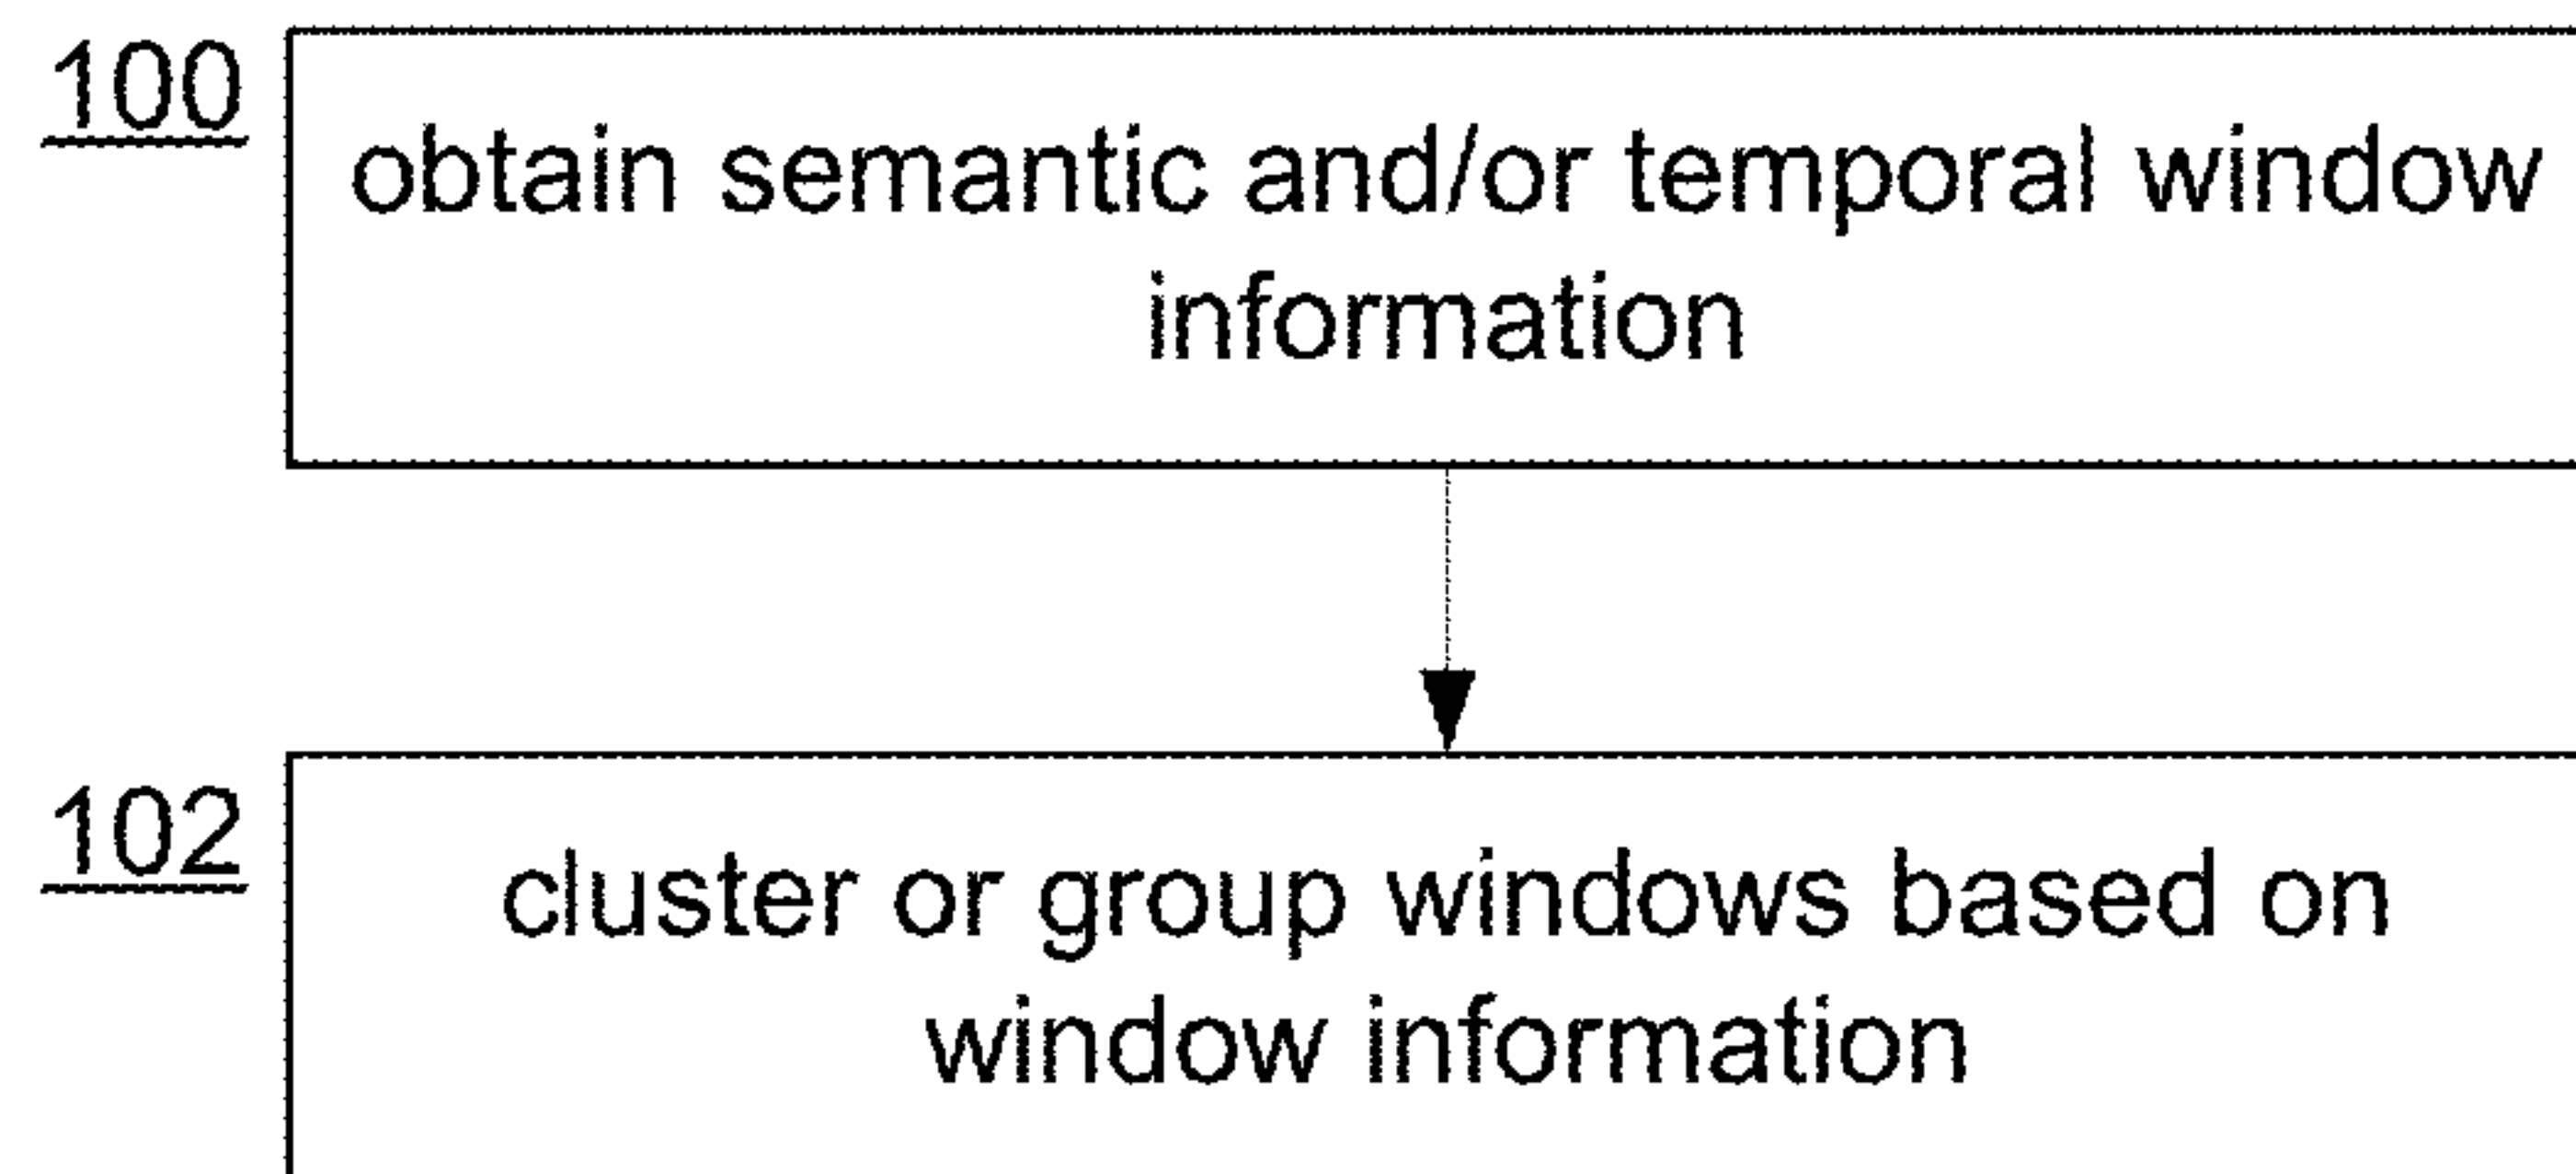 100
obtain semantic and/or temporal window
information
102
cluster or group windows based on
window information